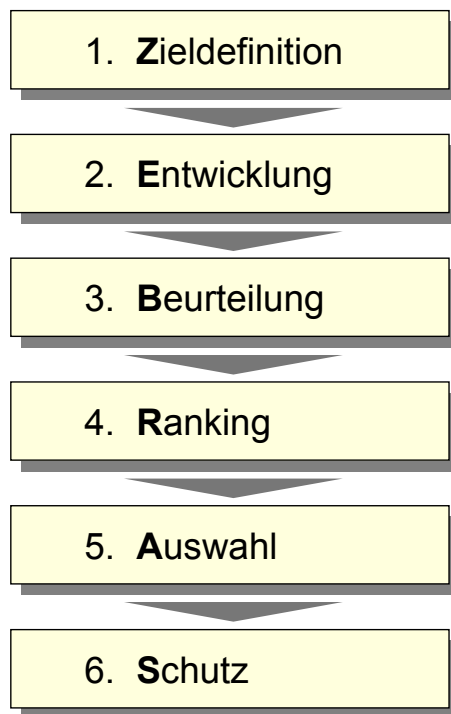 1. Zieldefinition
2. Entwicklung
3. Beurteilung
4. Ranking
5. Auswahl
6. Schutz